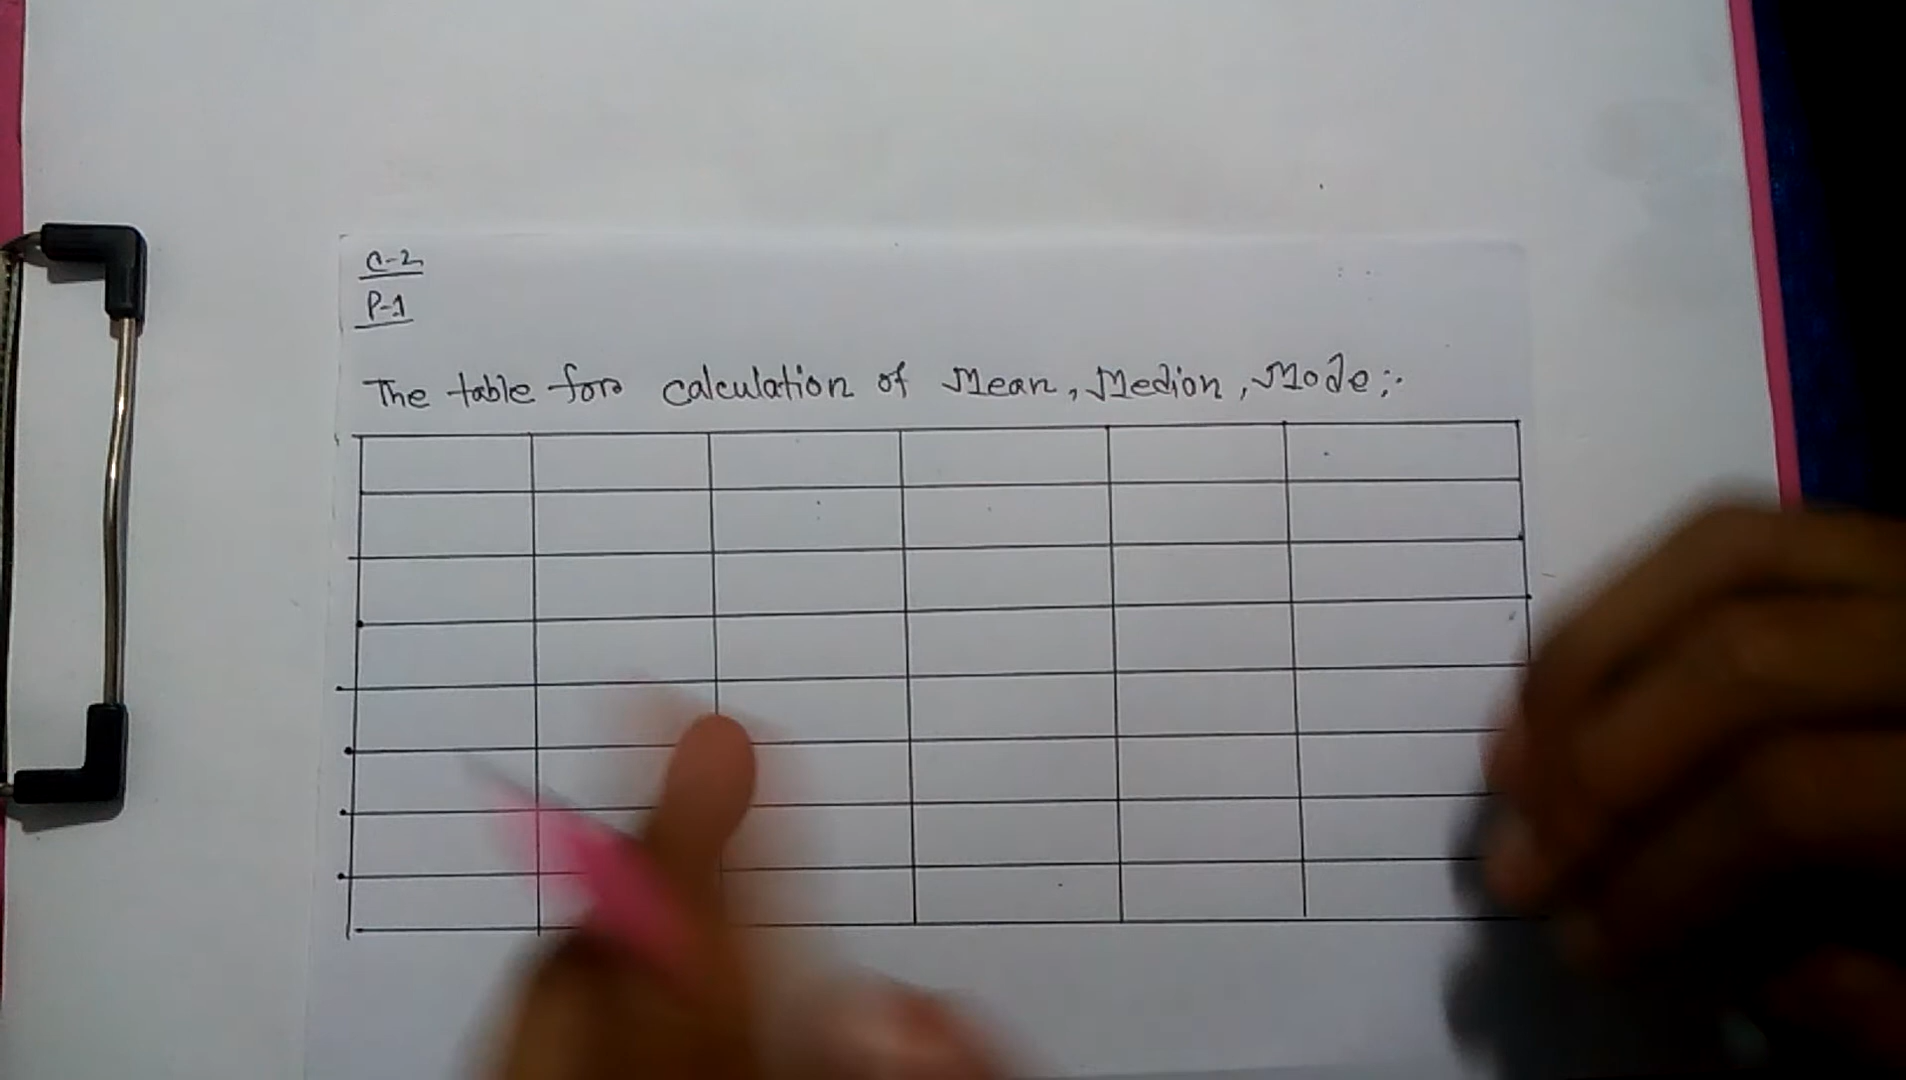 C-2
P-1
The table for calculation of Mean, Median, Mode:-